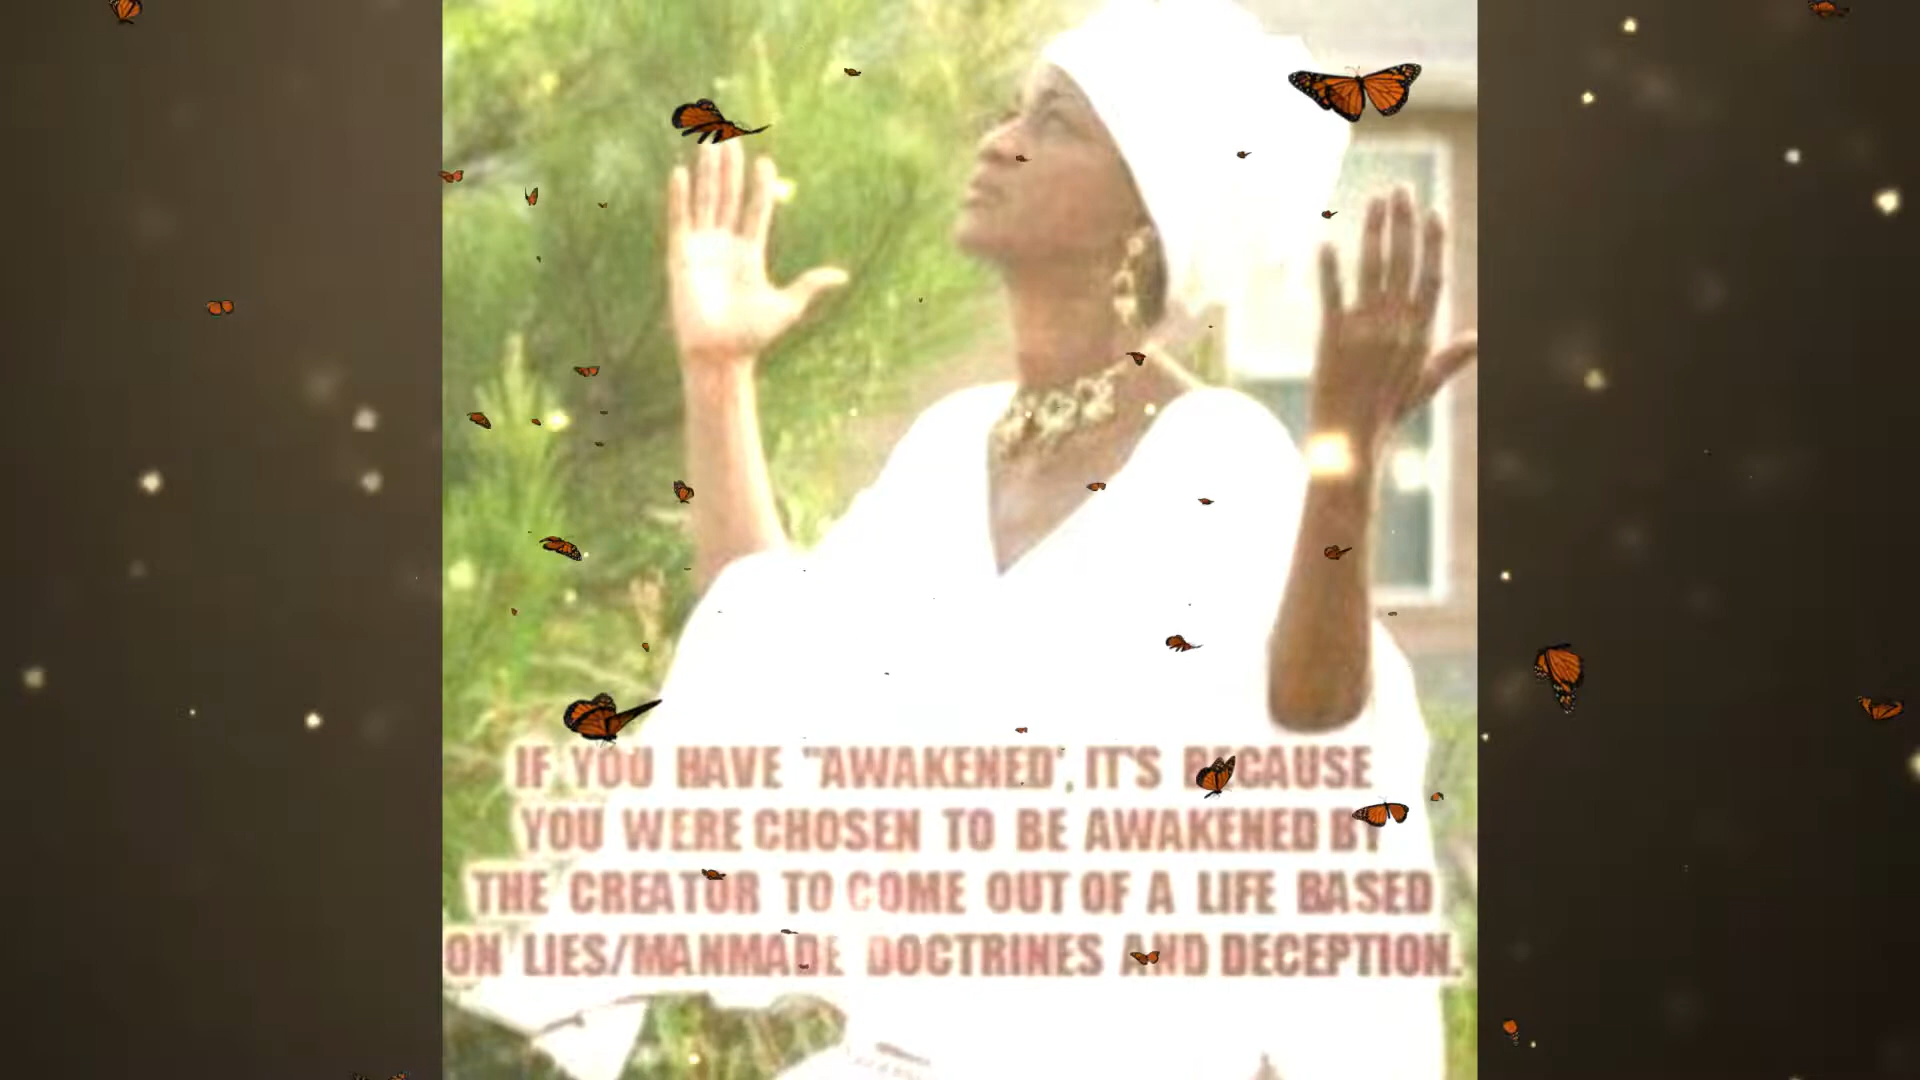 IF YOU HAVE "AWAKENED', IT'S BECAUSE
YOU WERE CHOSEN TO BE AWAKENED BY
THE CREATOR TO COME OUT OF A LIFE BASED
ON LIES/MANMADE DOCTRINES AND DECEPTION.